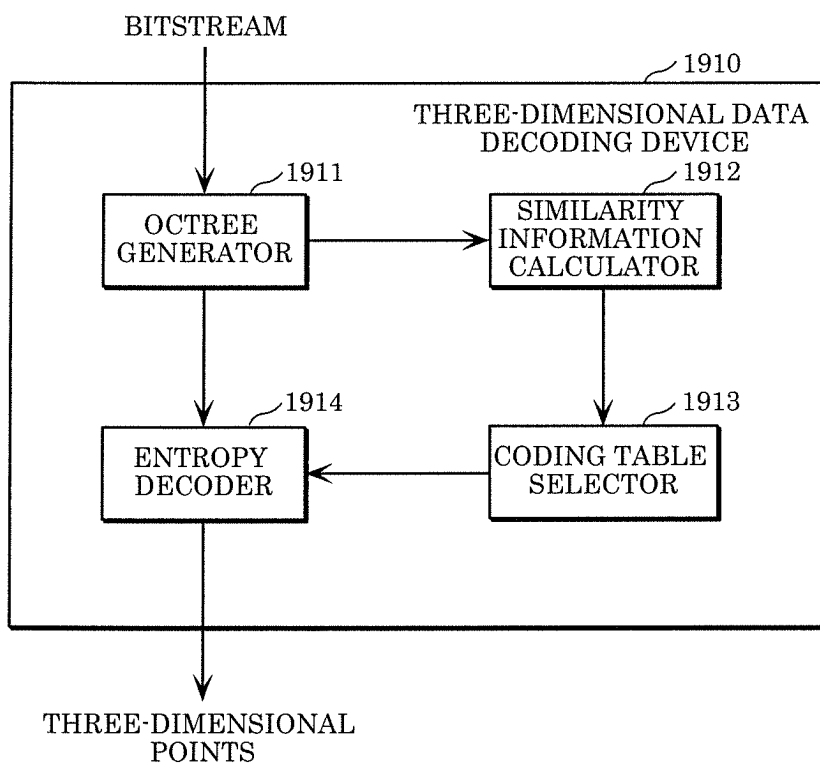 BITSTREAM
1910
THREE-DIMENSIONAL DATA
DECODING DEVICE
1911
1912
OCTREE
GENERATOR
SIMILARITY
INFORMATION
CALCULATOR
1914
1913
ENTROPY
DECODER
CODING TABLE
SELECTOR
THREE-DIMENSIONAL
POINTS